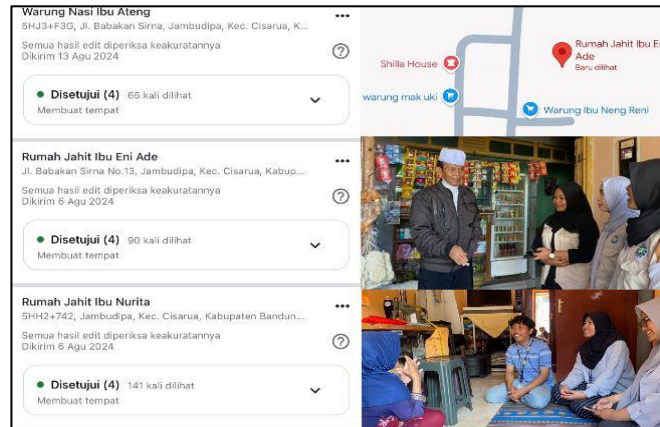 Warung Nasi Ibu Ateng
5HJ3+F3G, Jl. Babakan Sirna, Jambudipa, Kec. Cisarua, K...
Semua hasil edit diperiksa keakuratannya
Dikirim 13 Agu 2024
Disetujui (4) 65 kali dilihat
Membuat tempat
Rumah Jahit Ibu Eni Ade
Jl. Babakan Sirna No.13, Jambudipa, Kec. Cisarua, Kabup...
Semua hasil edit diperiksa keakuratannya
Dikirim 6 Agu 2024
Disetujui (4) 90 kali dilihat
Membuat tempat
Rumah Jahit Ibu Nurita
5HH2+742, Jambudipa, Kec. Cisarua, Kabupaten Bandun...
Semua hasil edit diperiksa keakuratannya
Dikirim 6 Agu 2024
Disetujui (4) 141 kali dilihat
Membuat tempat
Shilla House
warung mak uki
Rumah Jahit Ibu En
Ade
Baru dilihat
Warung Ibu Neng Reni